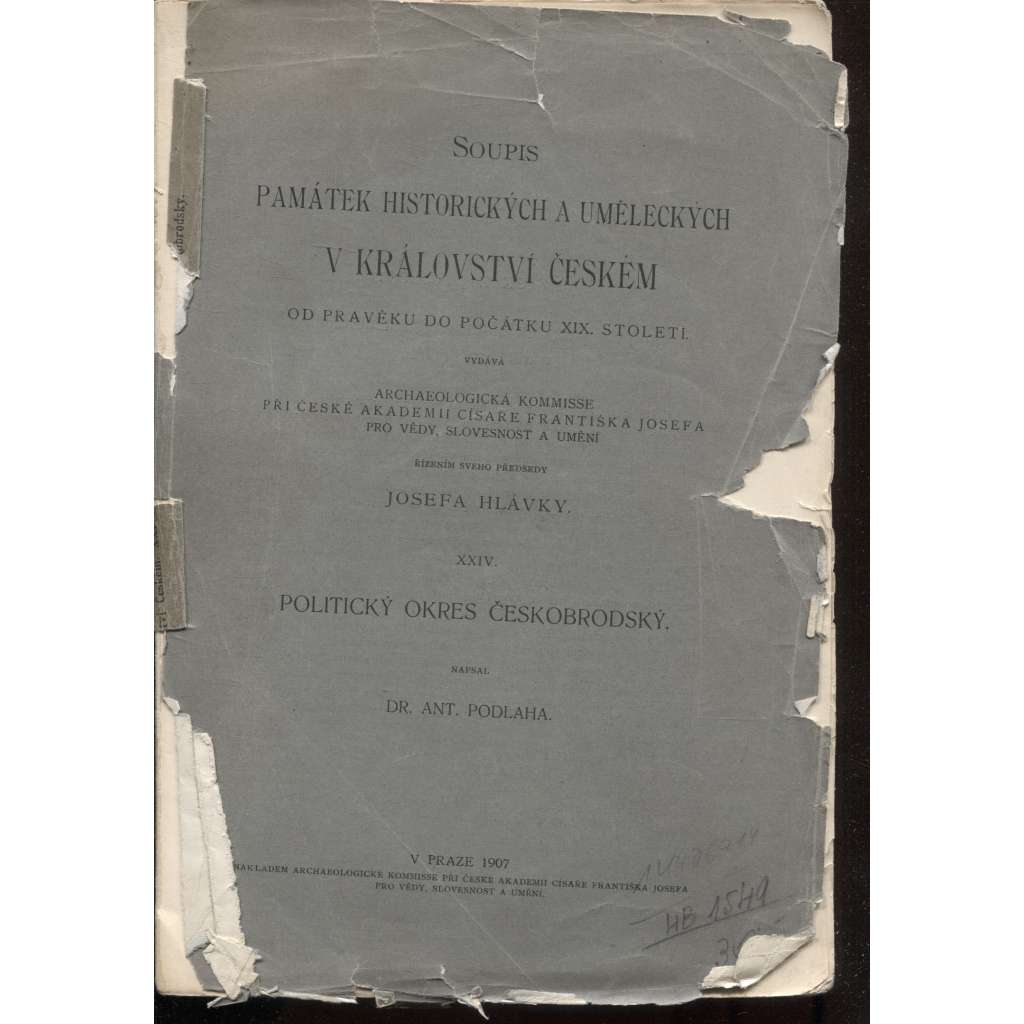 SOUPIS
PAMÁTEK HISTORICKÝCH A UMĚLECKÝCH
V KRÁLOVSTVÍ ČESKÉM
OD PRAVĚKU DO POČÁTKU XIX. STOLETÍ.
VYDÁVÁ
ARCHAEOLOGICKÁ KOMMISSE
PŘI ČESKÉ AKADEMII CÍSAŘE FRANTIŠKA JOSEFA
PRO VĚDY, SLOVESNOST A UMĚNÍ
ŘÍZENÍM SVÉHO PŘEDSEDY
JOSEFA HLÁVKY.
XXIV.
POLITICKÝ OKRES ČESKOBRODSKÝ.
NAPSAL
DR. ANT. PODLAHA.
V PRAZE 1907
NÁKLADEM ARCHAEOLOGICKÉ KOMMISSE PŘI ČESKÉ AKADEMII CÍSAŘE FRANTIŠKA JOSEFA
PRO VĚDY, SLOVESNOST A UMĚNÍ.
HB 1549
brodský.
Českém